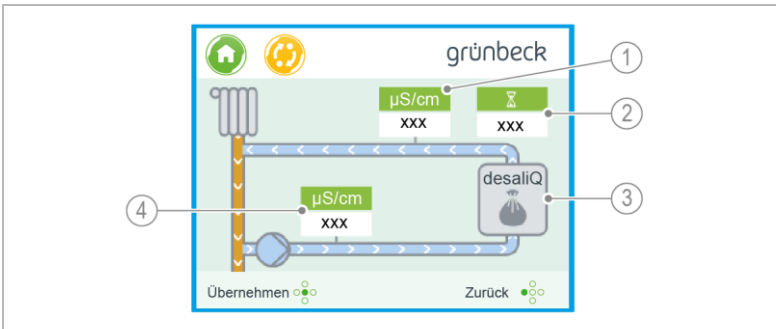 grünbeck
1
µS/cm
xxx
xxx
2
desaliQ
3
µS/cm
xxx
4
Übernehmen
Zurück